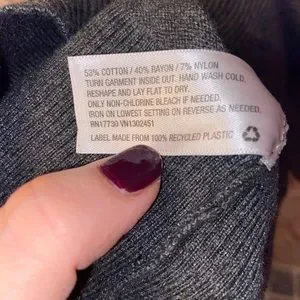 53% COTTON / 40% RAYON / 7% NYLON
TURN GARMENT INSIDE OUT. HAND WASH COLD.
RESHAPE AND LAY FLAT TO DRY.
ONLY NON-CHLORINE BLEACH IF NEEDED.
IRON ON LOWEST SETTING ON REVERSE AS NEEDED.
RN17730 VN1302451
LABEL MADE FROM 100% RECYCLED PLASTIC